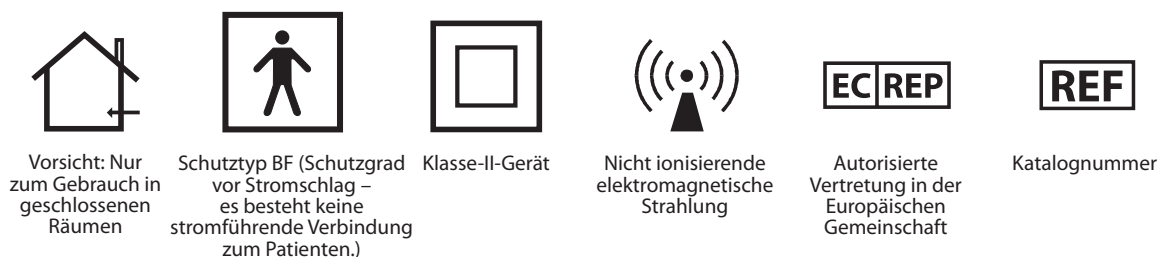 EC REP
REF
Vorsicht: Nur
zum Gebrauch in
geschlossenen
Räumen
Schutztyp BF (Schutzgrad
vor Stromschlag –
es besteht keine
stromführende Verbindung
zum Patienten.)
Klasse-II-Gerät
Nicht ionisierende
elektromagnetische
Strahlung
Autorisierte
Vertretung in der
Europäischen
Gemeinschaft
Katalognummer